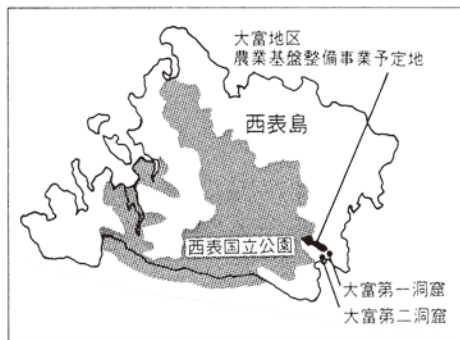 大富地区
農業基盤整備事業予定地
西表島
西表国立公園
大富第一洞窟
大富第二洞窟